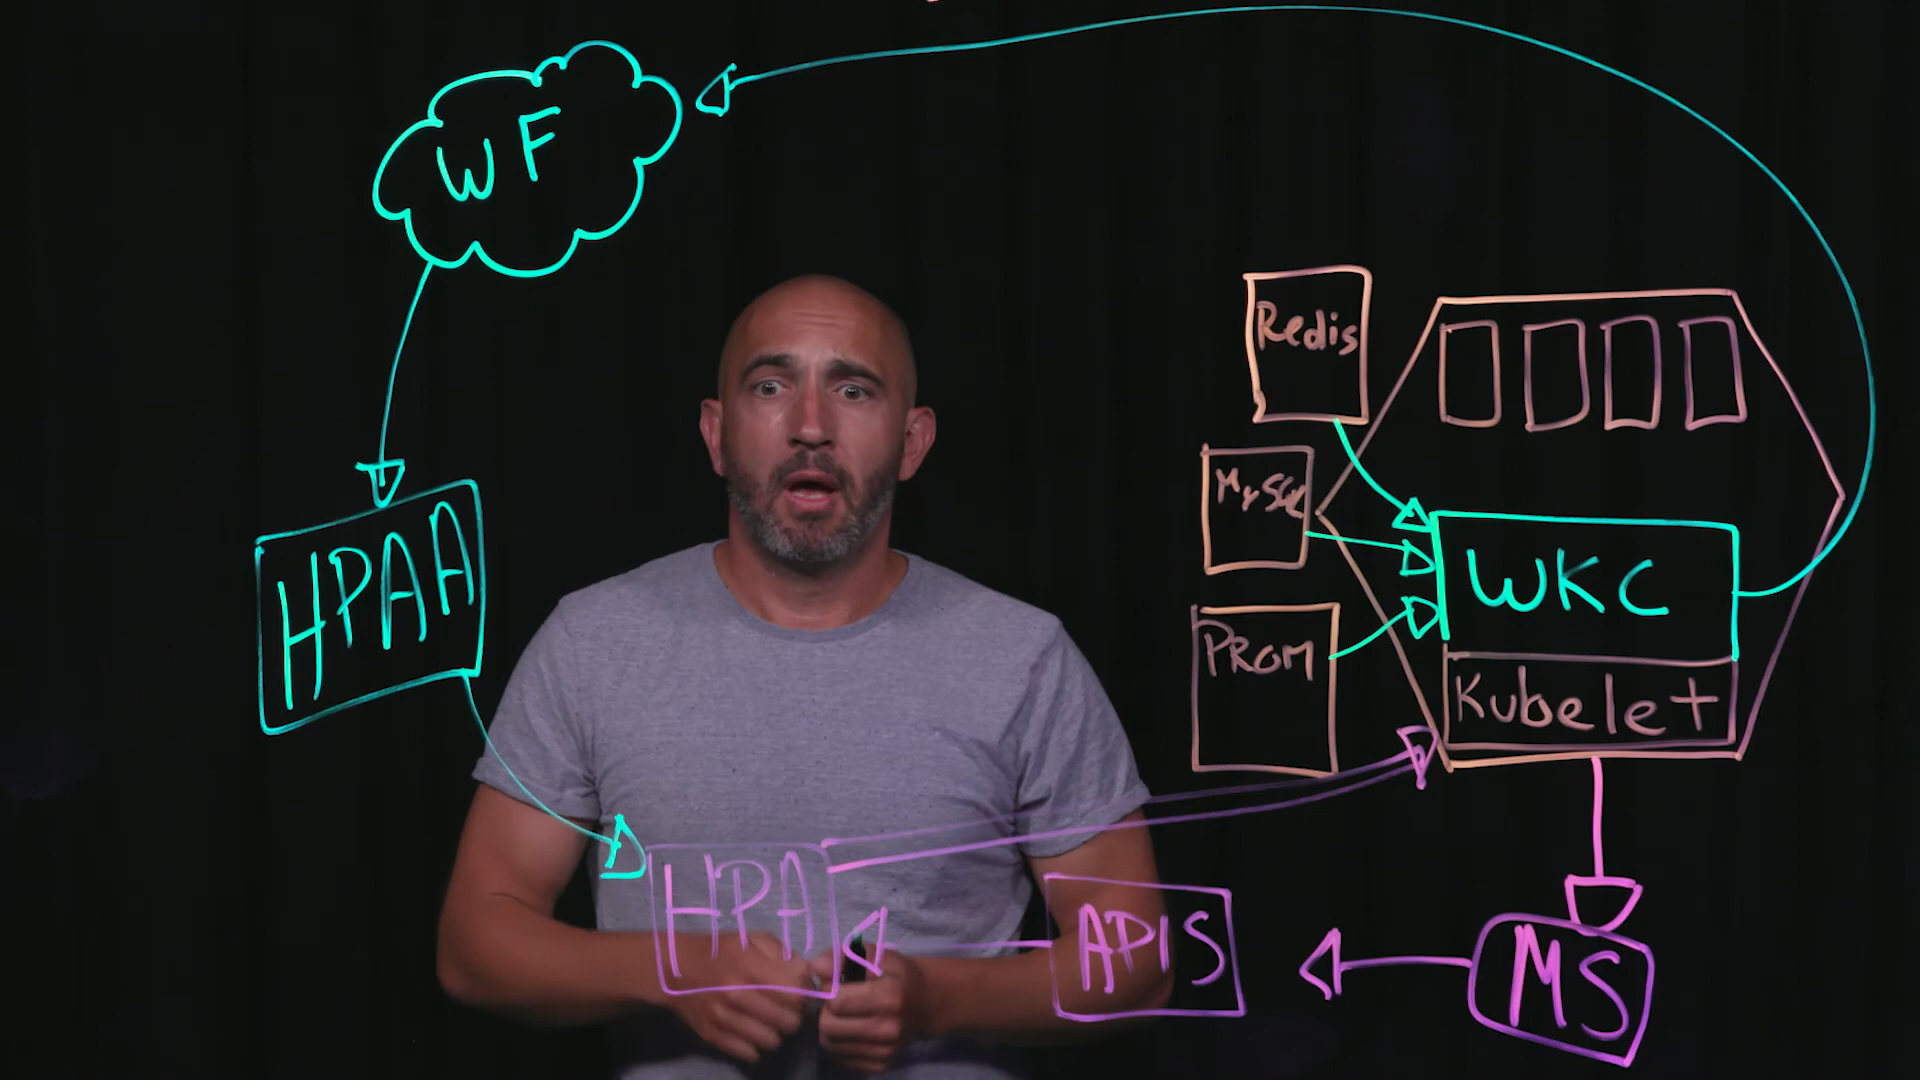 WF
Redis
MySQL
HPAA
WKC
PROM
Kubelet
HPA
APIS
MS